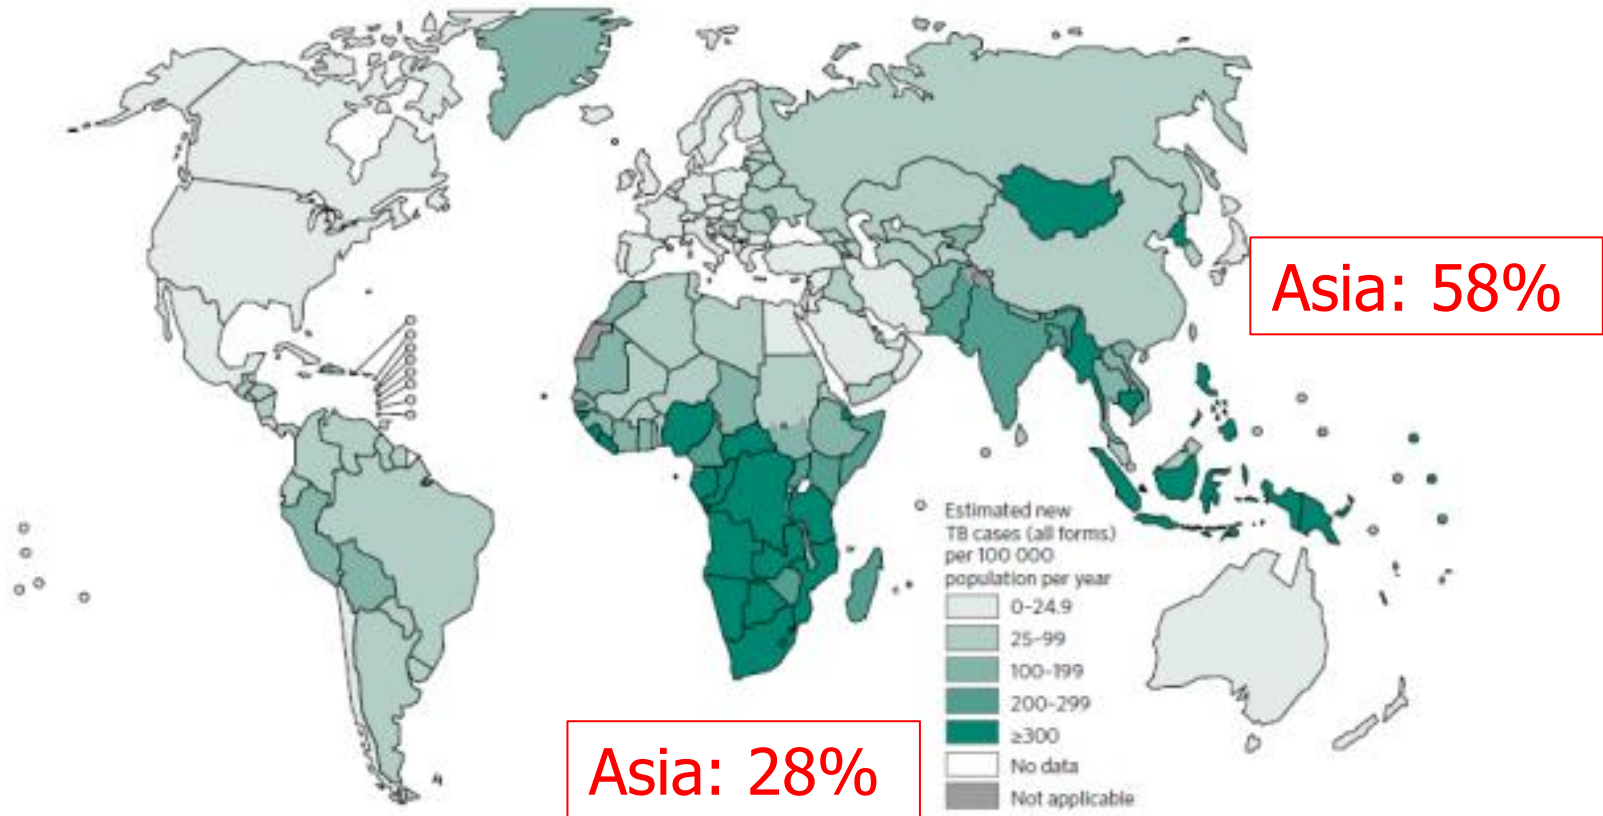 Asia: 58%
Estimated new
TB cases (all forms)
per 100 000
population per year
0–24.9
25–99
100–199
200–299
≥300
No data
Not applicable
Asia: 28%